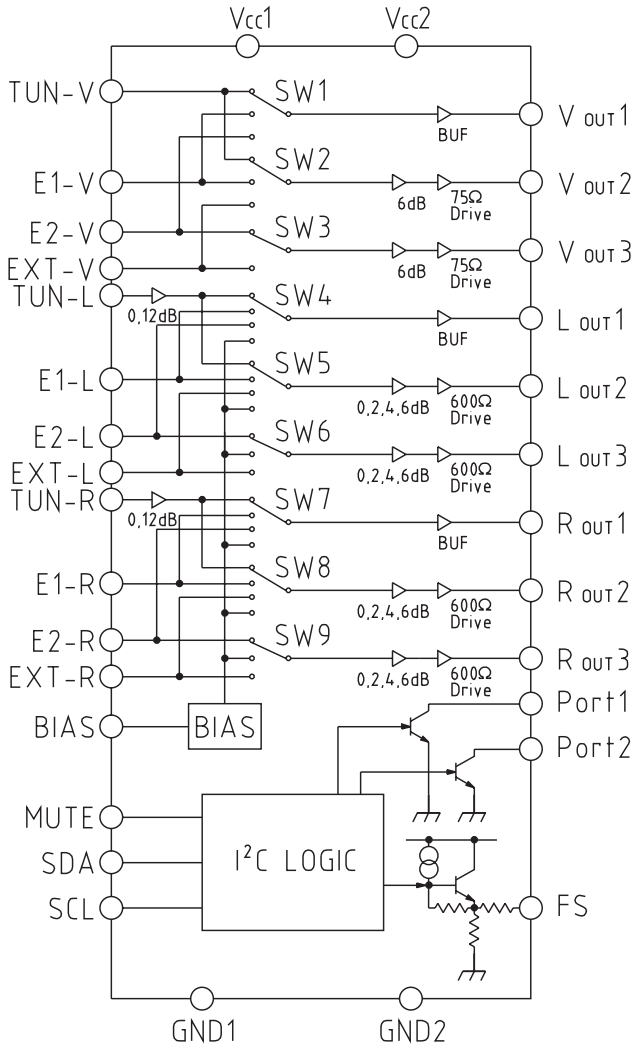 Vcc1 Vcc2
TUN-V SW1
BUF V OUT1
SW2
E1-V 6dB 75Ω Drive V OUT2
E2-V SW3
EXT-V 6dB 75Ω Drive V OUT3
TUN-L SW4
0,12dB BUF L OUT1
SW5
E1-L 0,2,4,6dB 600Ω Drive L OUT2
E2-L SW6
EXT-L 0,2,4,6dB 600Ω Drive L OUT3
TUN-R SW7
0,12dB BUF R OUT1
SW8
E1-R 0,2,4,6dB 600Ω Drive R OUT2
E2-R SW9
EXT-R 0,2,4,6dB 600Ω Drive R OUT3
Port1
BIAS BIAS Port2
MUTE
SDA I²C LOGIC
SCL FS
GND1 GND2